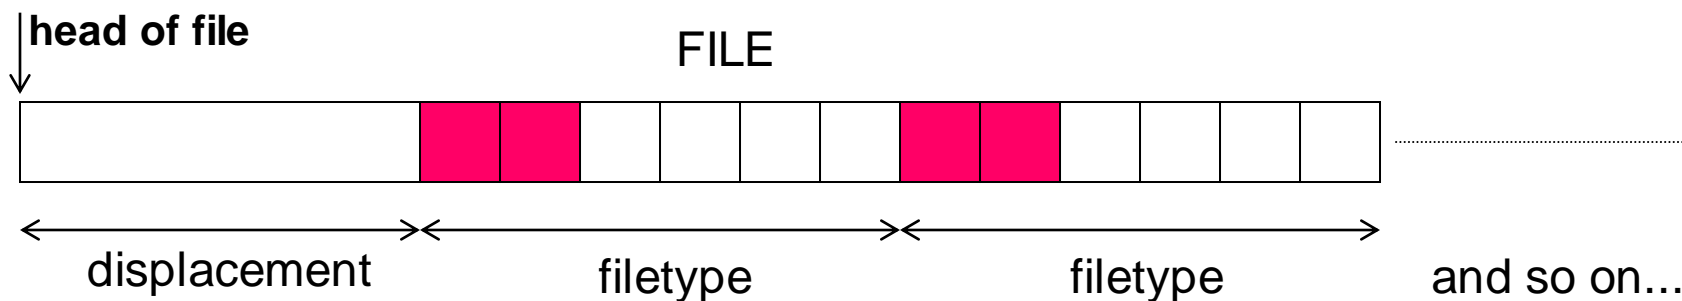 head of file
FILE
displacement
filetype
filetype
and so on...